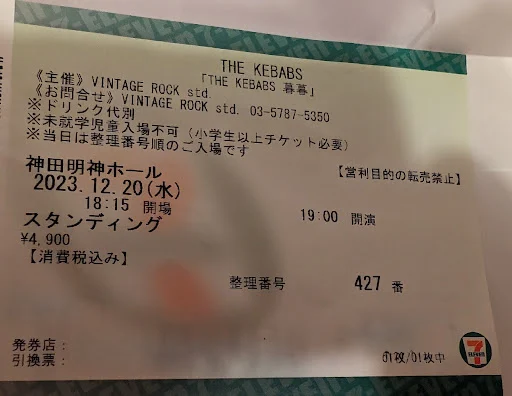 THE KEBABS
「THE KEBABS 暮幕」
《主催》VINTAGE ROCK std.
《お問合せ》VINTAGE ROCK std. 03-5787-5350
※ドリンク代別
※未就学児童入場不可（小学生以上チケット必要）
※当日は整理番号順のご入場です
【営利目的の転売禁止】
神田明神ホール
2023.12.20(水)
18:15 開場 19:00 開演
スタンディング
¥4,900
【消費税込み】
整理番号 427 番
発券店：
引換票：
01枚/01枚中
7
ELEVEN